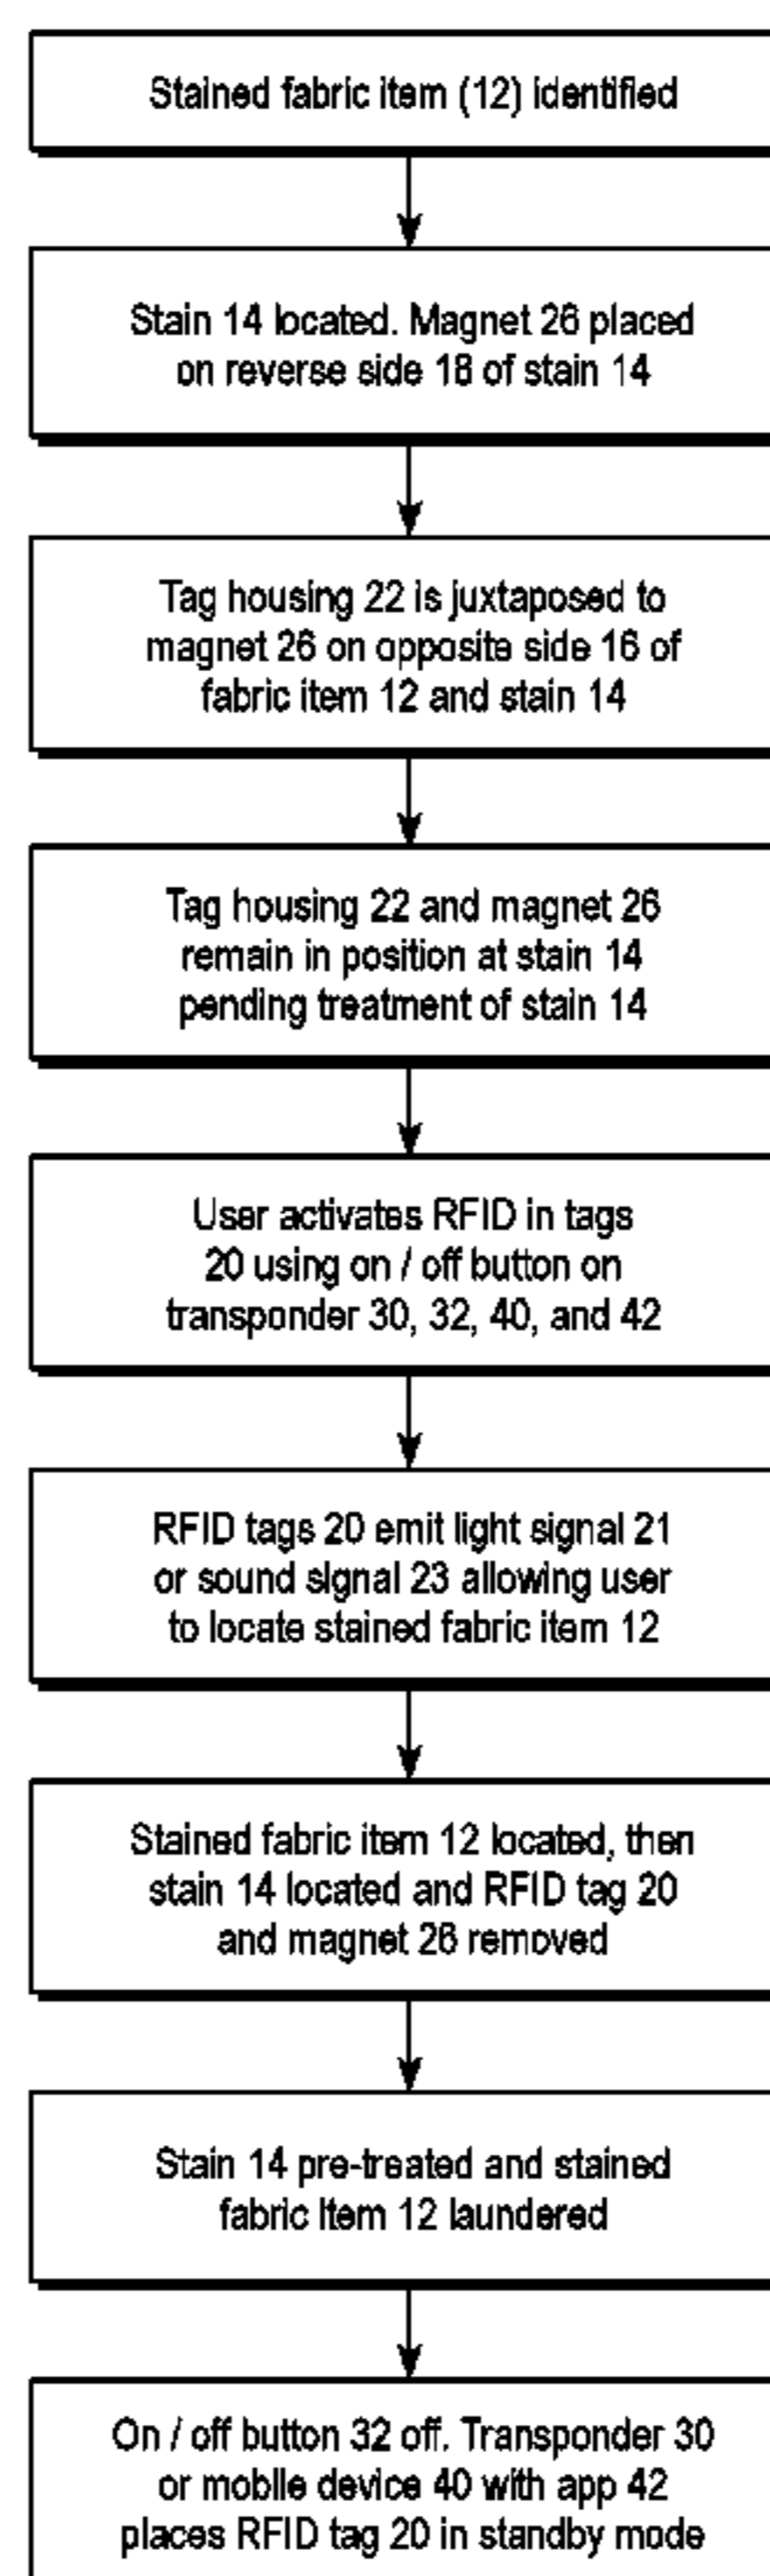 Stained fabric item (12) identified
Stain 14 located. Magnet 26 placed
on reverse side 18 of stain 14
Tag housing 22 is juxtaposed to
magnet 26 on opposite side 16 of
fabric item 12 and stain 14
Tag housing 22 and magnet 26
remain in position at stain 14
pending treatment of stain 14
User activates RFID in tags
20 using on / off button on
transponder 30, 32, 40, and 42
RFID tags 20 emit light signal 21
or sound signal 23 allowing user
to locate stained fabric item 12
Stained fabric item 12 located, then
stain 14 located and RFID tag 20
and magnet 26 removed
Stain 14 pre-treated and stained
fabric item 12 laundered
On / off button 32 off. Transponder 30
or mobile device 40 with app 42
places RFID tag 20 in standby mode